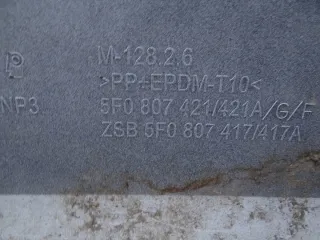 M-128.2.6
>PP+EPDM-T10<
NP3 5F0 807 421/421A/G/F
ZSB 5F0 807 417/417A